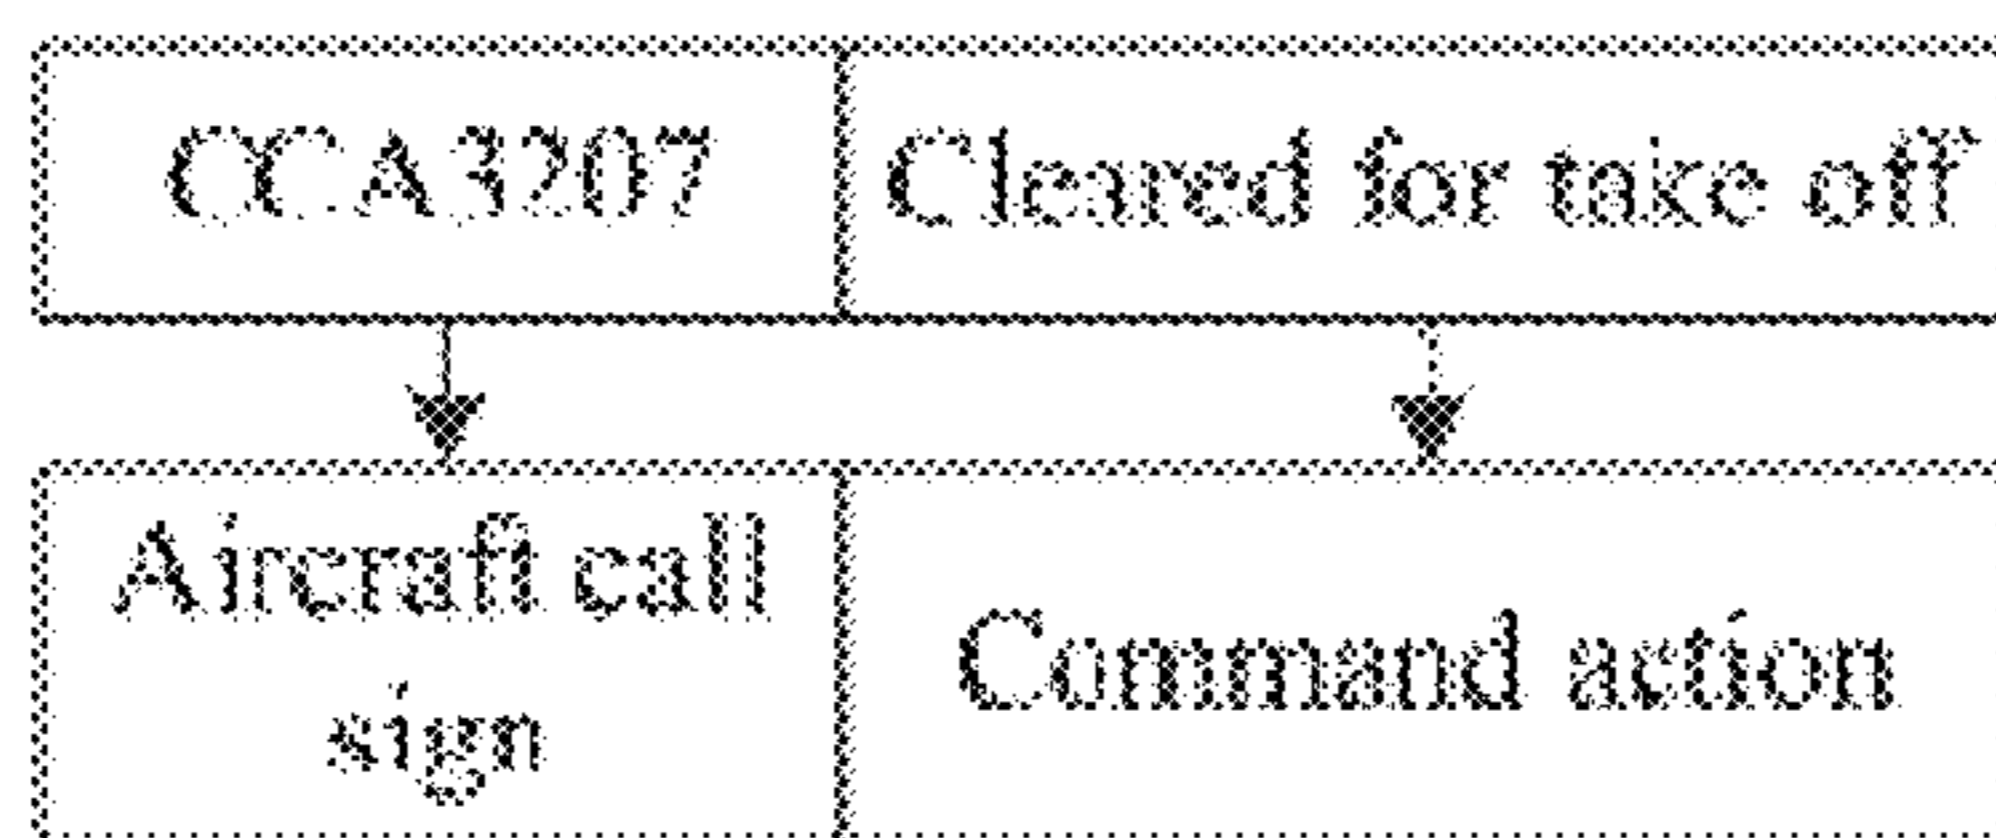 CCA3207 Cleared for take off
Aircraft call
sign
Command action